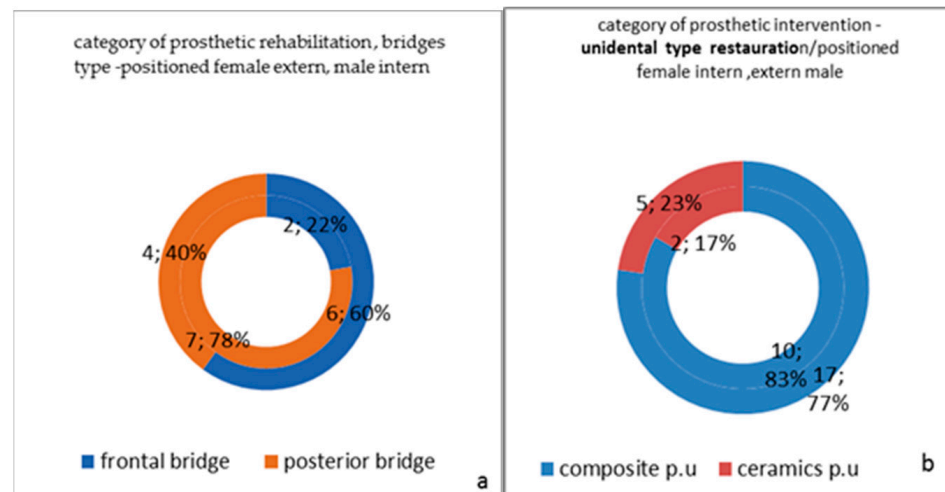 category of prosthetic rehabilitation, bridges
type -positioned female extern, male intern
2; 22%
4; 40%
6; 60%
7; 78%
frontal bridge
posterior bridge
a
category of prosthetic intervention -
unidental type restauration/positioned
female intern ,extern male
5; 23%
2; 17%
10;
83%
17;
77%
composite p.u
ceramics p.u
b